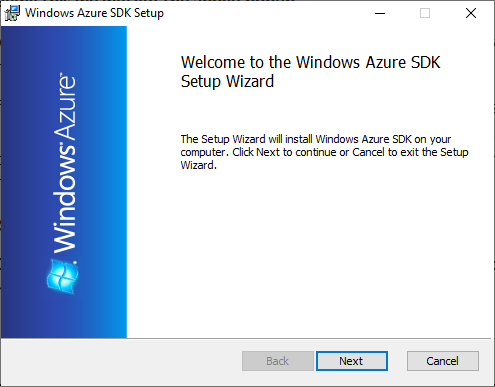 Windows Azure SDK Setup
Welcome to the Windows Azure SDK
Setup Wizard
The Setup Wizard will install Windows Azure SDK on your
computer. Click Next to continue or Cancel to exit the Setup
Wizard.
Windows Azure™
Back
Next
Cancel